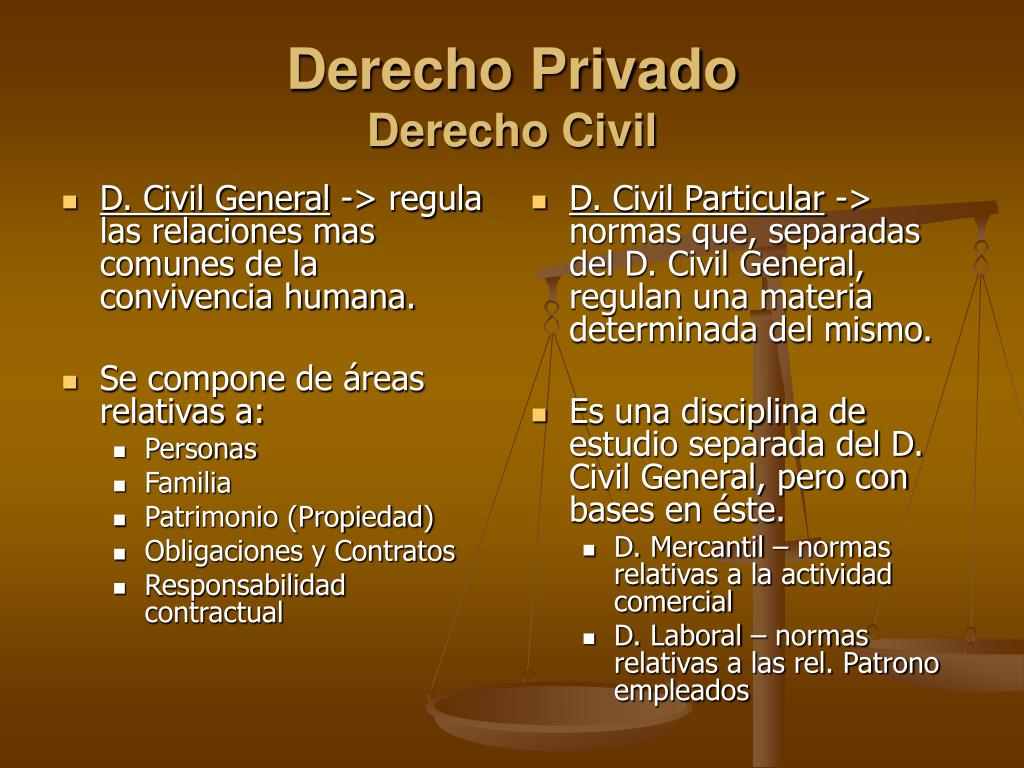 Derecho Privado
Derecho Civil
D. Civil General -> regula
las relaciones mas
comunes de la
convivencia humana.
Se compone de áreas
relativas a:
Personas
Familia
Patrimonio (Propiedad)
Obligaciones y Contratos
Responsabilidad
contractual
D. Civil Particular ->
normas que, separadas
del D. Civil General,
regulan una materia
determinada del mismo.
Es una disciplina de
estudio separada del D.
Civil General, pero con
bases en éste.
D. Mercantil – normas
relativas a la actividad
comercial
D. Laboral – normas
relativas a las rel. Patrono
empleados